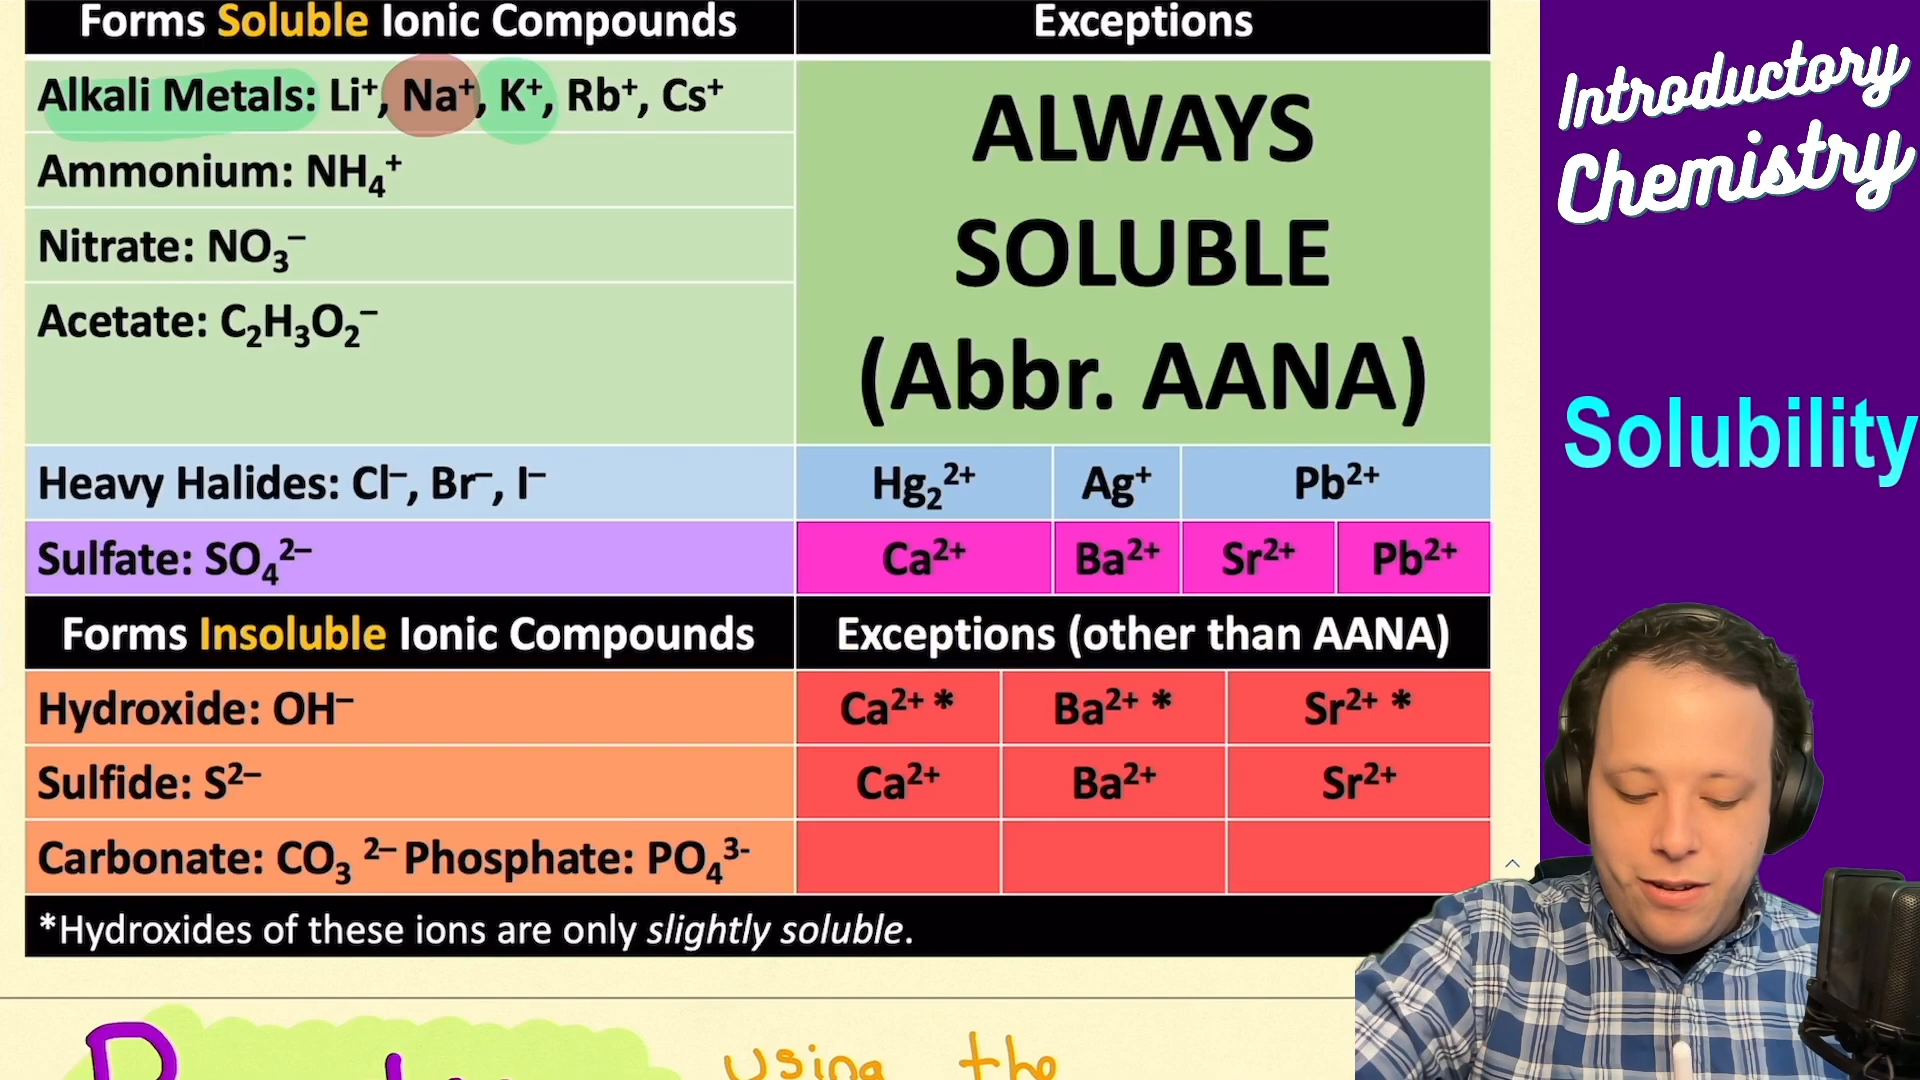 Forms Soluble Ionic Compounds
Exceptions
Alkali Metals: Li⁺, Na⁺, K⁺, Rb⁺, Cs⁺
Ammonium: NH₄⁺
Nitrate: NO₃⁻
Acetate: C₂H₃O₂⁻
ALWAYS
SOLUBLE
(Abbr. AANA)
Heavy Halides: Cl⁻, Br⁻, I⁻
Hg₂²⁺
Ag⁺
Pb²⁺
Sulfate: SO₄²⁻
Ca²⁺
Ba²⁺
Sr²⁺
Pb²⁺
Forms Insoluble Ionic Compounds
Exceptions (other than AANA)
Hydroxide: OH⁻
Ca²⁺ *
Ba²⁺ *
Sr²⁺ *
Sulfide: S²⁻
Ca²⁺
Ba²⁺
Sr²⁺
Carbonate: CO₃ ²⁻ Phosphate: PO₄³⁻
*Hydroxides of these ions are only slightly soluble.
using the
Introductory
Chemistry
Solubility